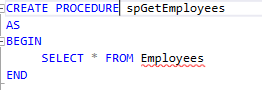 CREATE PROCEDURE spGetEmployees
AS
BEGIN
SELECT * FROM Employees
END